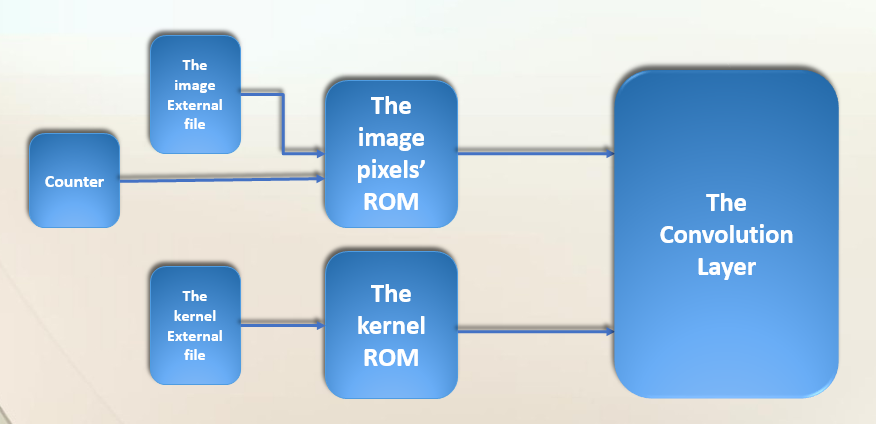 The
image
External
file
Counter
The
image
pixels’
ROM
The
kernel
External
file
The
kernel
ROM
The
Convolution
Layer